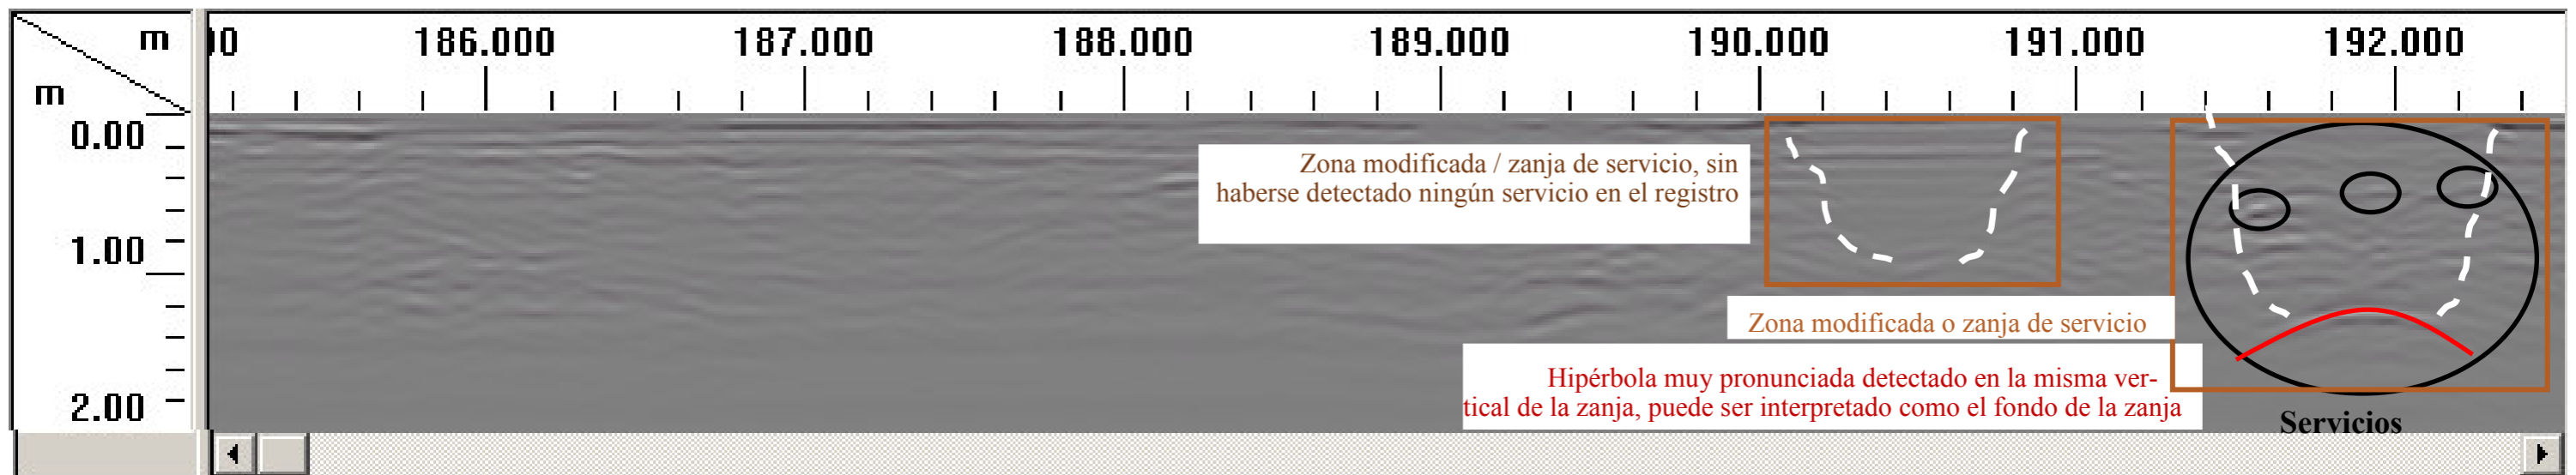 m
00 186.000 187.000 188.000 189.000 190.000 191.000 192.000
m
0.00
Zona modificada / zanja de servicio, sin
haberse detectado ningún servicio en el registro
1.00
Zona modificada o zanja de servicio
Hipérbola muy pronunciada detectado en la misma ver-
tical de la zanja, puede ser interpretado como el fondo de la zanja
2.00
Servicios